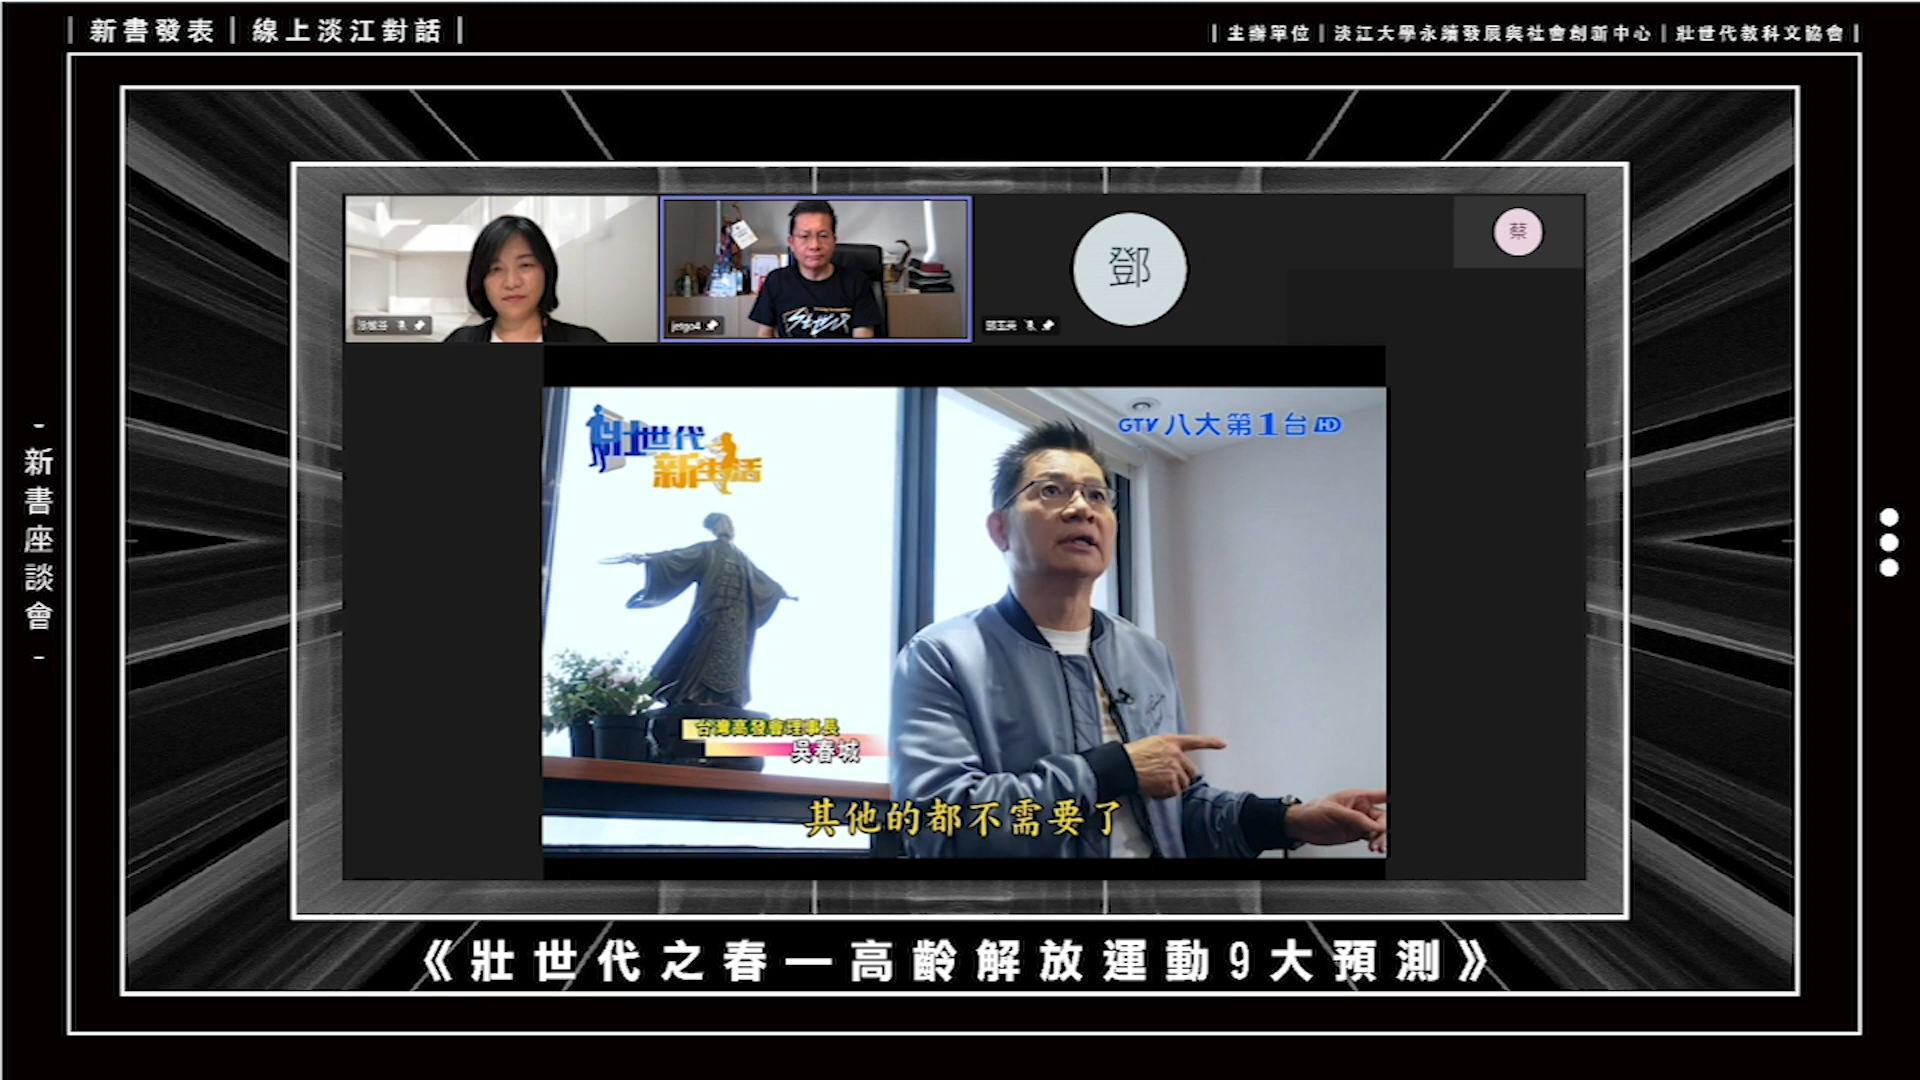 ｜新書發表｜線上淡江對話｜
｜主辦單位｜淡江大學永續發展與社會創新中心｜壯世代教科文協會｜
鄧
蔡
jetgo4
壯世代
新生活
GTV 八大第1台 HD
台灣高發會理事長
吳春城
其他的都不需要了
-新書座談會-
《壯世代之春—高齡解放運動9大預測》